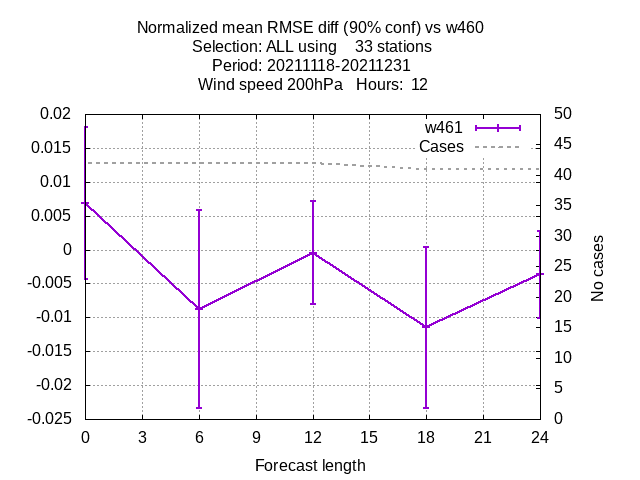 Normalized mean RMSE diff (90% conf) vs w460
Selection: ALL using    33 stations
Period: 20211118-20211231
Wind speed 200hPa   Hours:  12
0.02
0.015
0.01
0.005
0
-0.005
-0.01
-0.015
-0.02
-0.025
w461
Cases
50
45
40
35
30
25
20
15
10
5
0
No cases
0 3 6 9 12 15 18 21 24
Forecast length